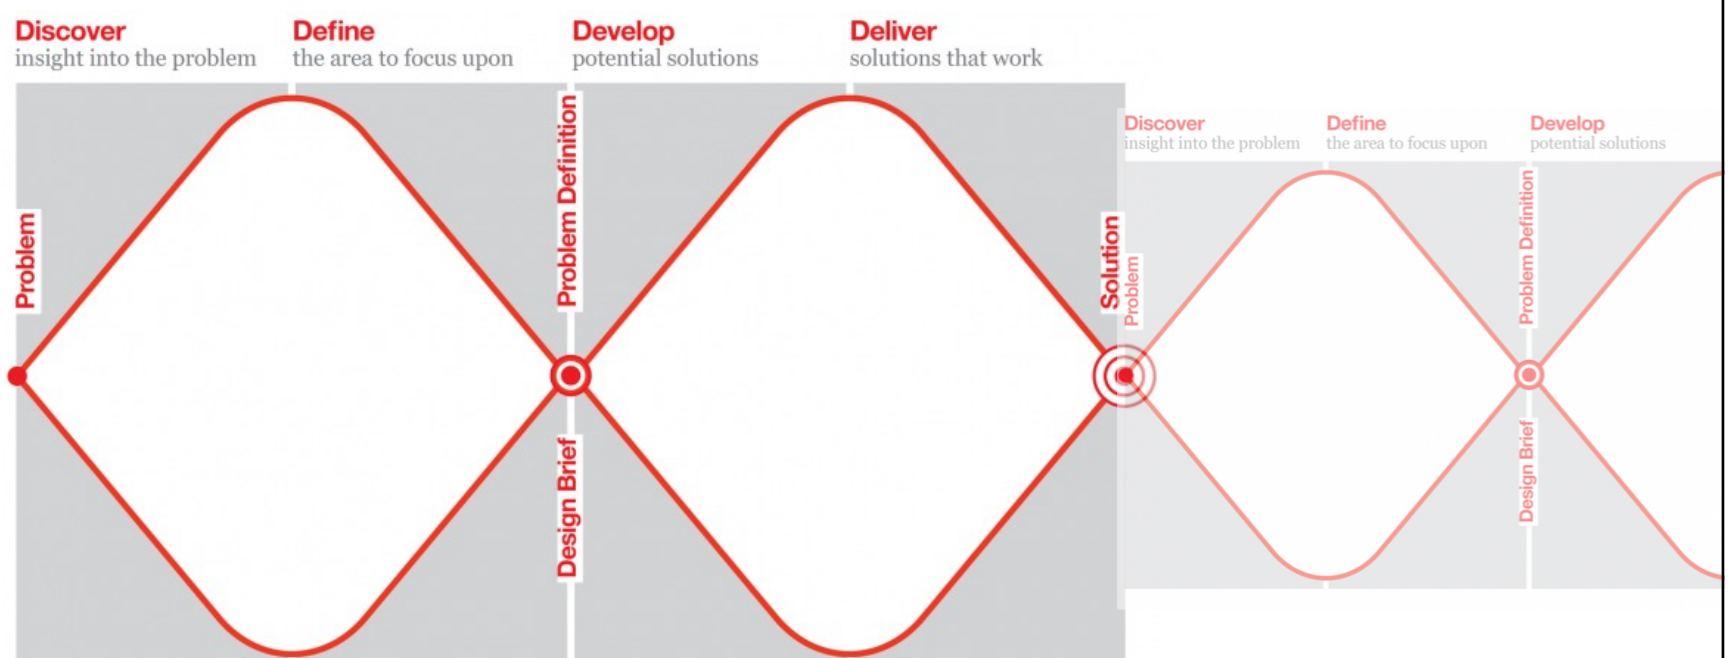 Discover
insight into the problem
Define
the area to focus upon
Develop
potential solutions
Deliver
solutions that work
Problem
Problem Definition
Design Brief
Solution
Discover
insight into the problem
Define
the area to focus upon
Develop
potential solutions
Problem
Problem Definition
Design Brief